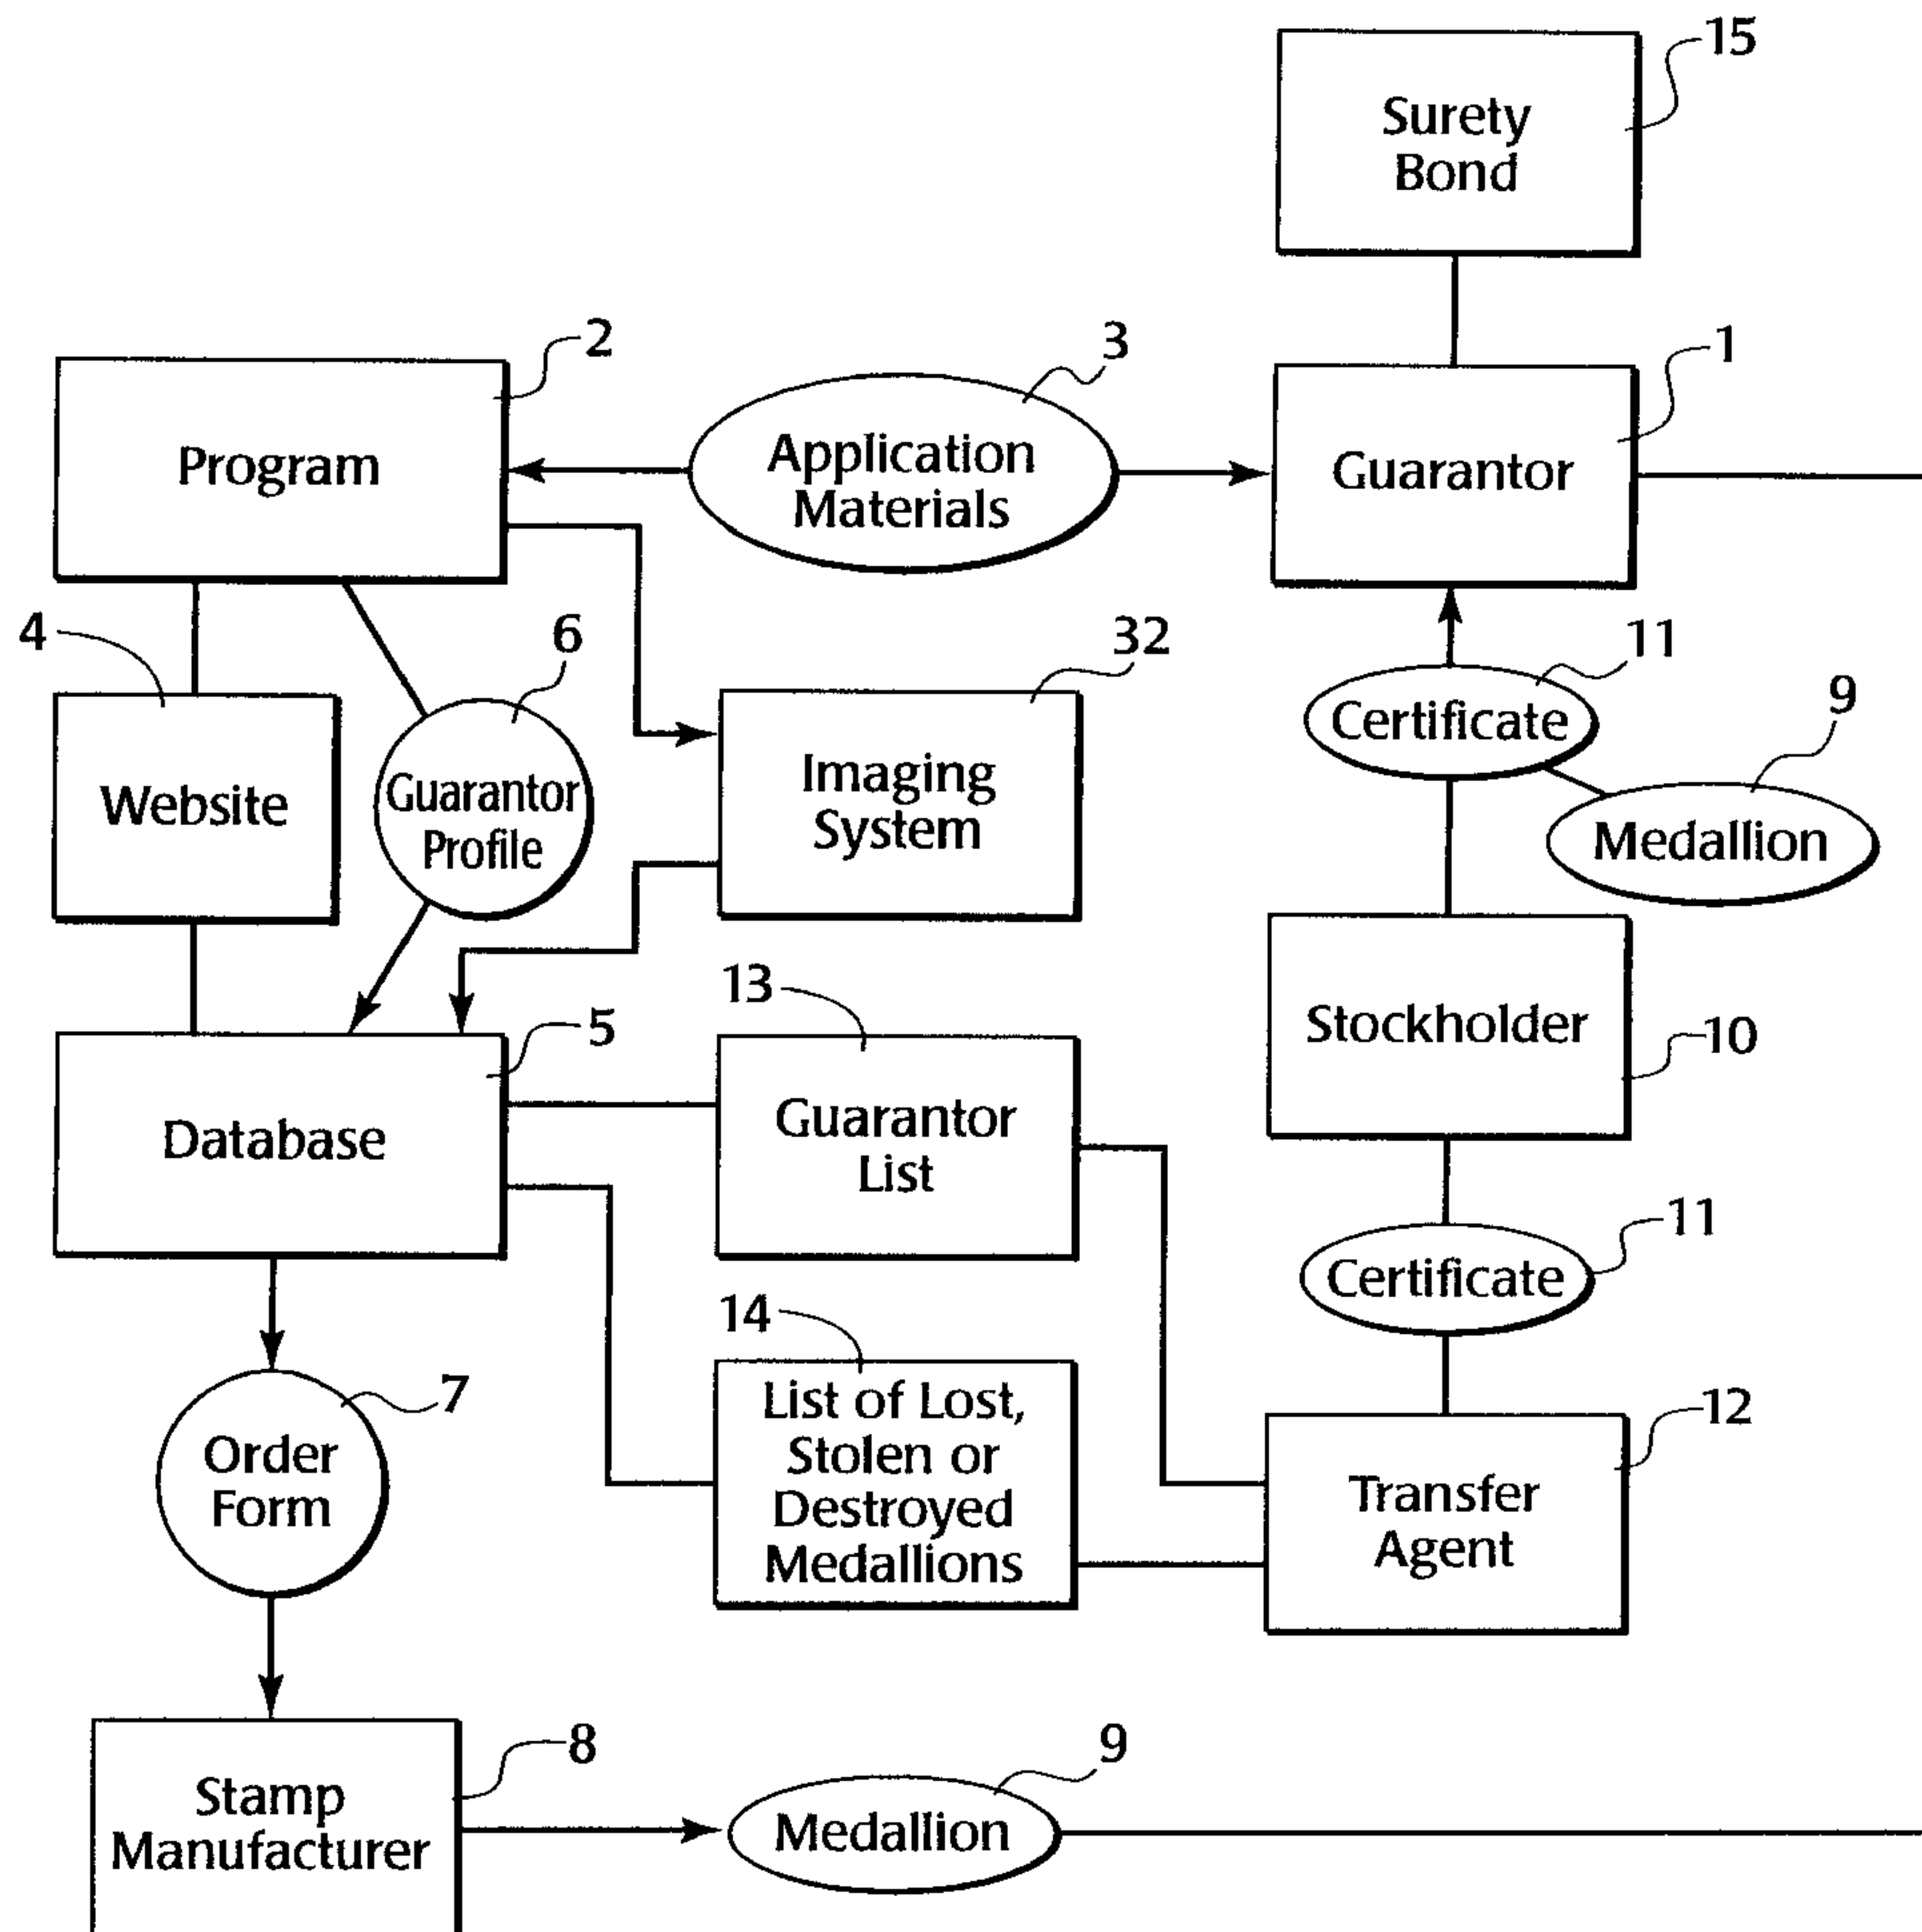 15
Surety
Bond
2
3
1
Program
Application
Materials
Guarantor
4
6
32
11
Website
Guarantor
Profile
Imaging
System
Certificate
9
Medallion
13
5
Stockholder
10
Database
Guarantor
List
11
Certificate
14
7
Order
Form
List of Lost,
Stolen or
Destroyed
Medallions
12
Transfer
Agent
8
9
Stamp
Manufacturer
Medallion